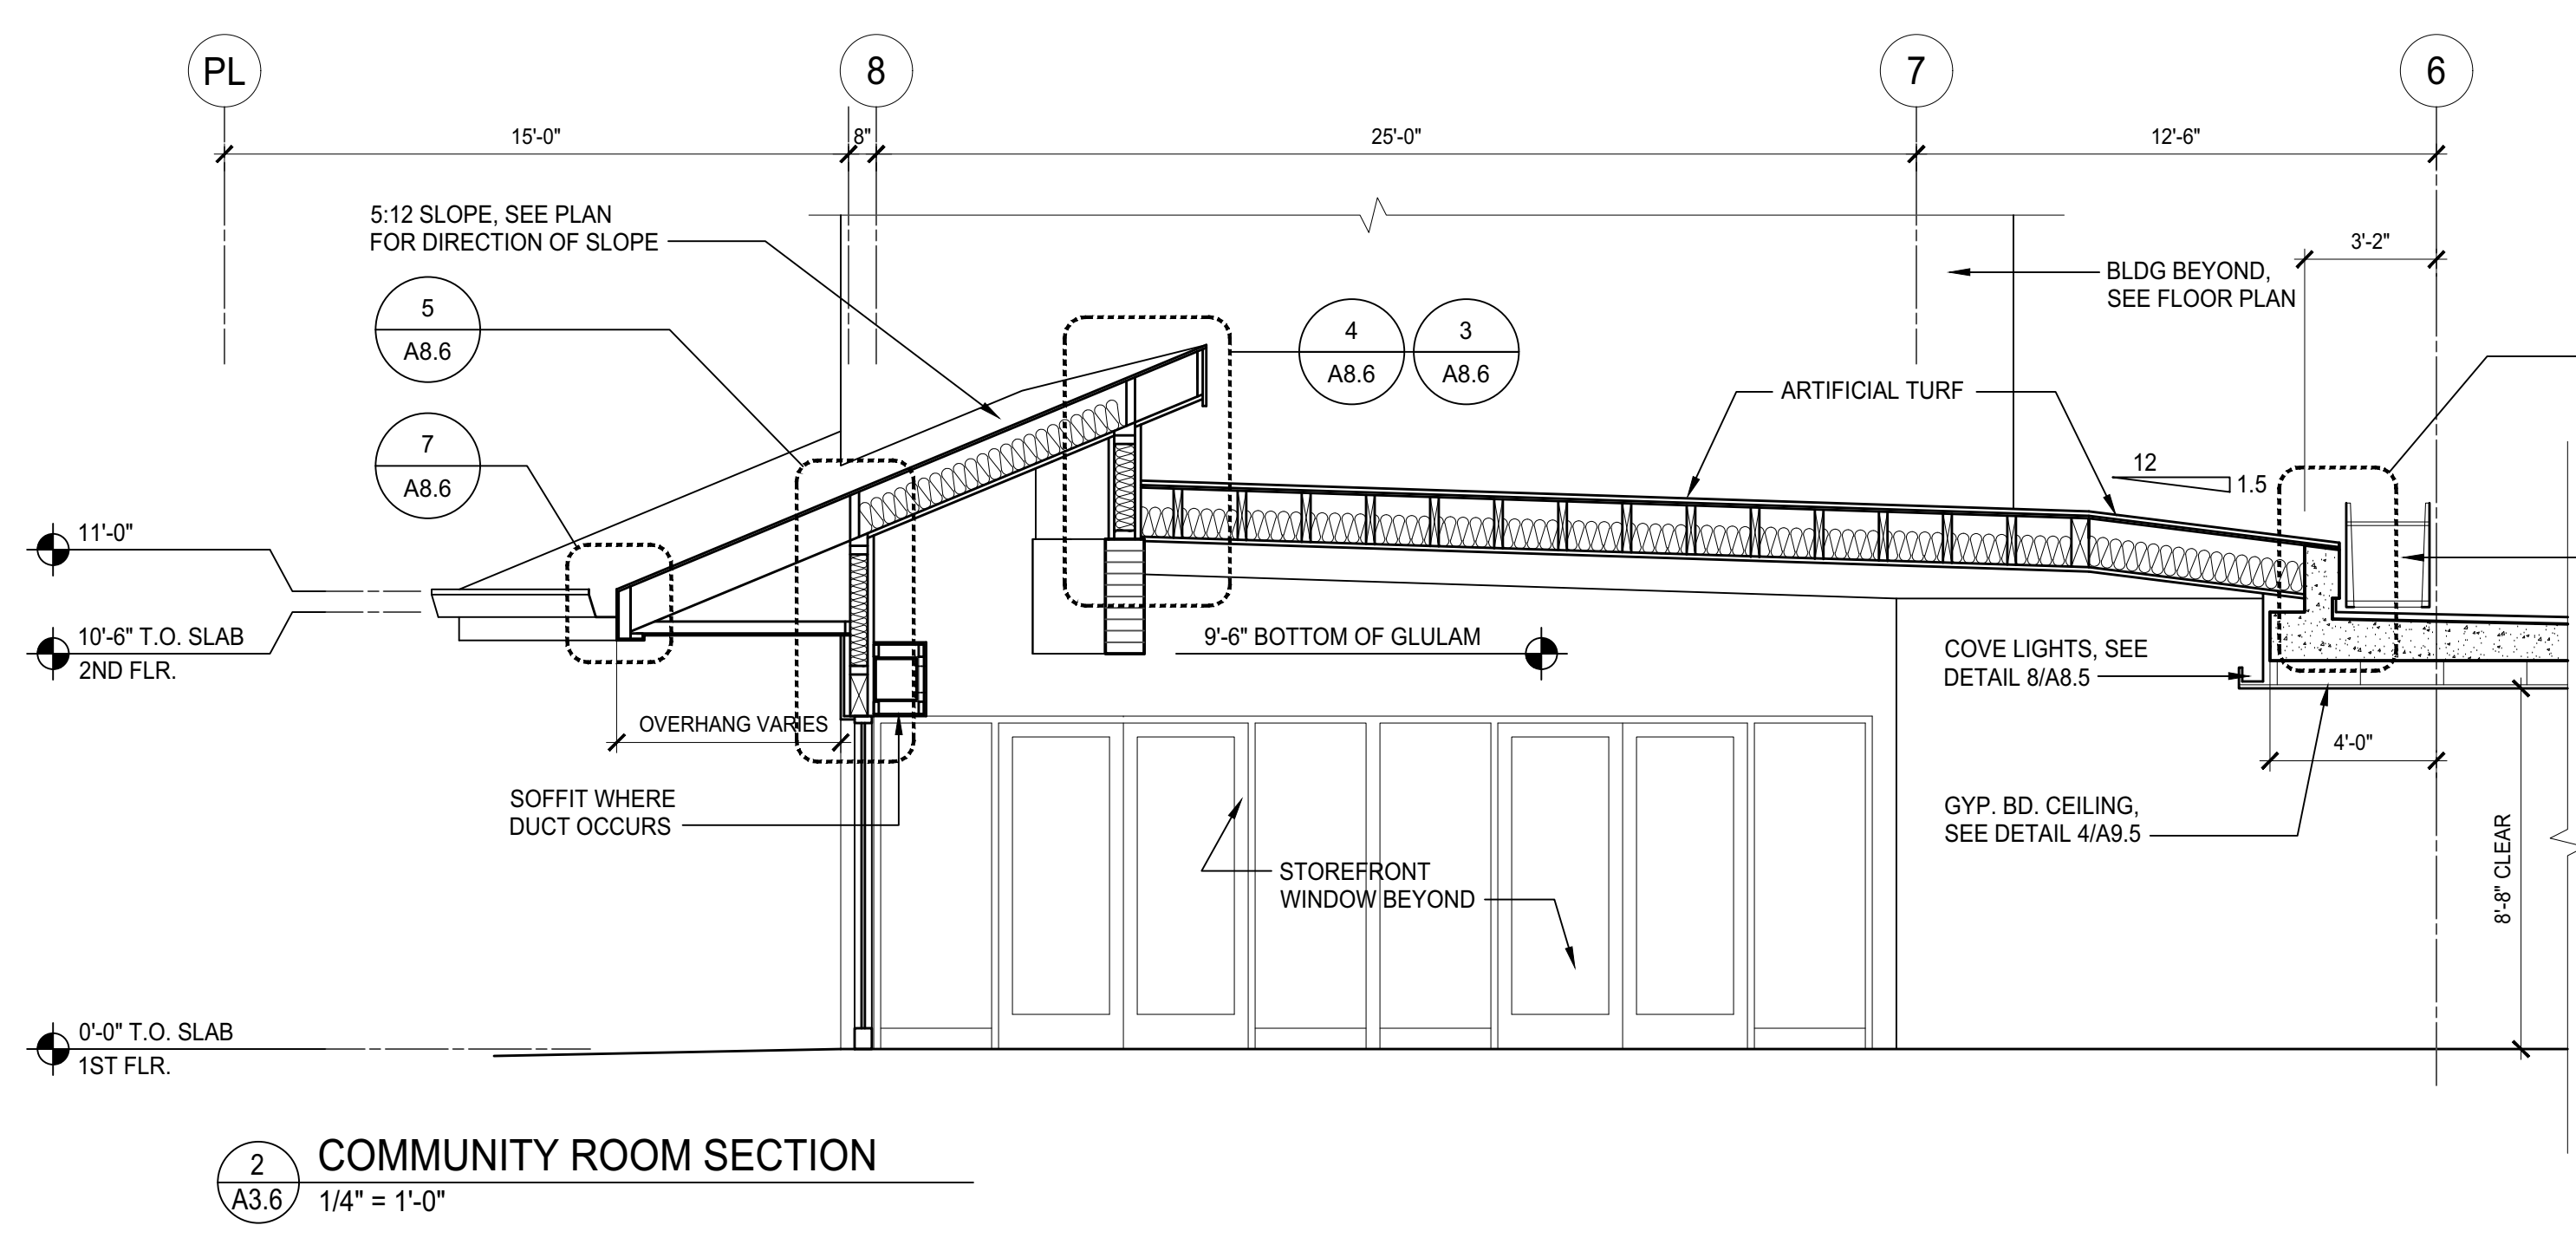 PL
8
7
6
15'-0"
8"
25'-0"
12'-6"
5:12 SLOPE, SEE PLAN
FOR DIRECTION OF SLOPE
3'-2"
BLDG BEYOND,
SEE FLOOR PLAN
5
A8.6
4
A8.6
3
A8.6
ARTIFICIAL TURF
7
A8.6
12
1.5
11'-0"
10'-6" T.O. SLAB
2ND FLR.
9'-6" BOTTOM OF GLULAM
COVE LIGHTS, SEE
DETAIL 8/A8.5
OVERHANG VARIES
4'-0"
SOFFIT WHERE
DUCT OCCURS
GYP. BD. CEILING,
SEE DETAIL 4/A9.5
8'-8" CLEAR
STOREFRONT
WINDOW BEYOND
0'-0" T.O. SLAB
1ST FLR.
2
A3.6
COMMUNITY ROOM SECTION
1/4" = 1'-0"